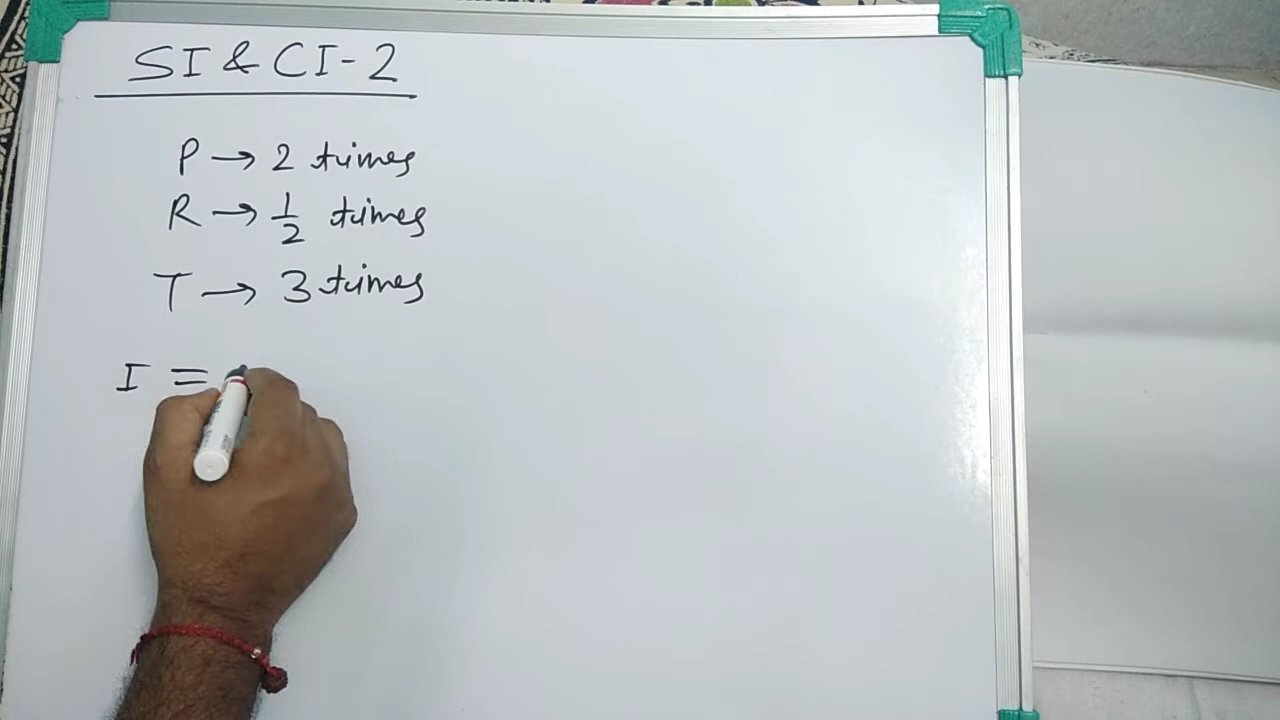 SI & CI-2
P → 2 times
R → 1/2 times
T → 3 times
I =